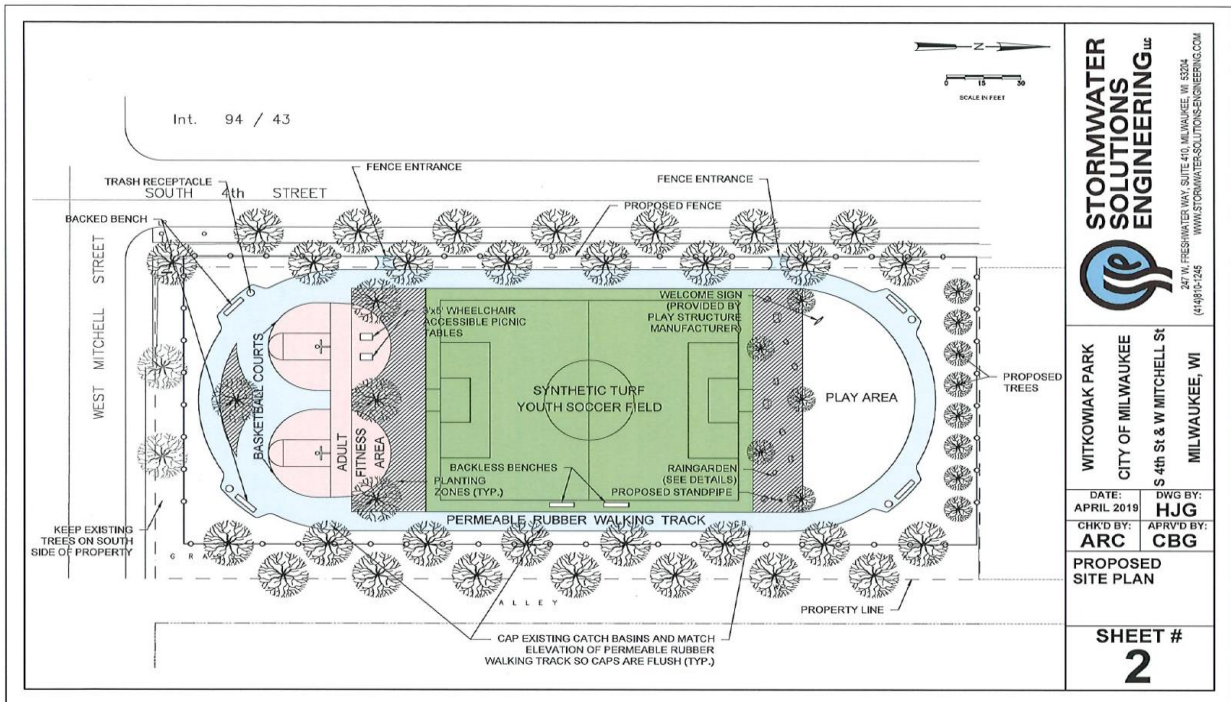 N
0 15 30
SCALE IN FEET
Int. 94 / 43
FENCE ENTRANCE
TRASH RECEPTACLE
SOUTH 4th STREET
FENCE ENTRANCE
BACKED BENCH
PROPOSED FENCE
WEST MITCHELL STREET
WELCOME SIGN
(PROVIDED BY
PLAY STRUCTURE
MANUFACTURER)
5'x5' WHEELCHAIR
ACCESSIBLE PICNIC
TABLES
BASKETBALL COURTS
ADULT
FITNESS
AREA
SYNTHETIC TURF
YOUTH SOCCER FIELD
PLAY AREA
PROPOSED
TREES
BACKLESS BENCHES
RAINGARDEN
(SEE DETAILS)
PLANTING
ZONES (TYP.)
PROPOSED STANDPIPE
PERMEABLE RUBBER WALKING TRACK
CB
KEEP EXISTING
TREES ON SOUTH
SIDE OF PROPERTY
ALLEY
PROPERTY LINE
CAP EXISTING CATCH BASINS AND MATCH
ELEVATION OF PERMEABLE RUBBER
WALKING TRACK SO CAPS ARE FLUSH (TYP.)
STORMWATER
SOLUTIONS
ENGINEERING LLC
247 W. FRESHWATER WAY, SUITE 410, MILWAUKEE, WI 53204
(414)810-1245 WWW.STORMWATER-SOLUTIONS-ENGINEERING.COM
WITKOWIAK PARK
CITY OF MILWAUKEE
S 4th St & W MITCHELL St
MILWAUKEE, WI
DATE:
APRIL 2019
DWG BY:
HJG
CHK'D BY:
ARC
APRV'D BY:
CBG
PROPOSED
SITE PLAN
SHEET #
2